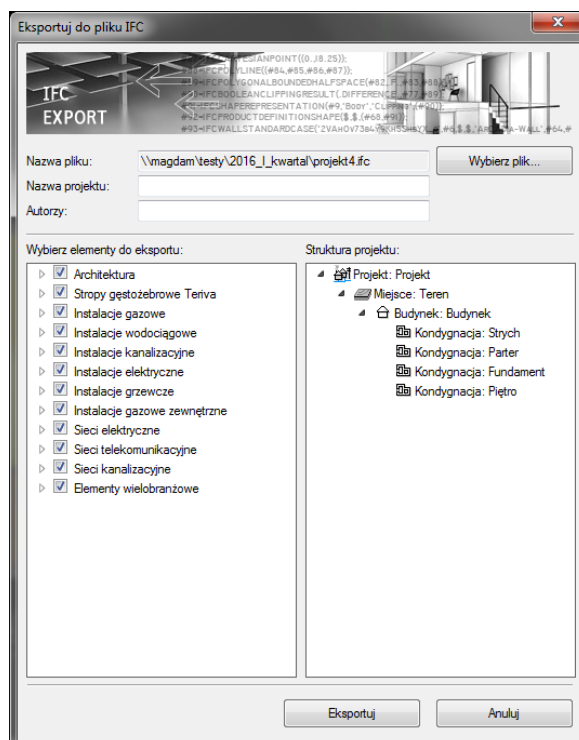 Eksportuj do pliku IFC
IFC
EXPORT
Nazwa pliku:
\\magdam\testy\2016_I_kwartal\projekt4.ifc
Wybierz plik...
Nazwa projektu:
Autorzy:
Wybierz elementy do eksportu:
Architektura
Stropy gęstożebrowe Teriva
Instalacje gazowe
Instalacje wodociągowe
Instalacje kanalizacyjne
Instalacje elektryczne
Instalacje grzewcze
Instalacje gazowe zewnętrzne
Sieci elektryczne
Sieci telekomunikacyjne
Sieci kanalizacyjne
Elementy wielobranżowe
Struktura projektu:
Projekt: Projekt
Miejsce: Teren
Budynek: Budynek
Kondygnacja: Strych
Kondygnacja: Parter
Kondygnacja: Fundament
Kondygnacja: Piętro
Eksportuj
Anuluj